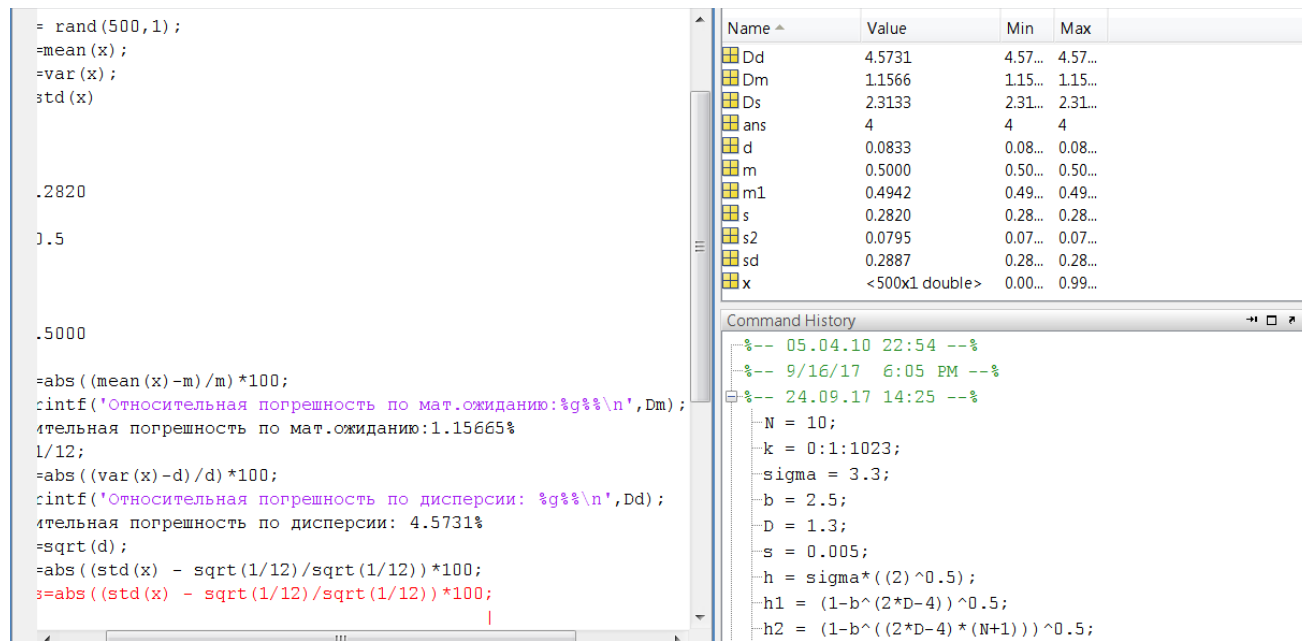 = rand(500,1);
=mean(x);
=var(x);
std(x)
.2820
0.5
.5000
=abs((mean(x)-m)/m)*100;
rintf('Относительная погрешность по мат.ожиданию:%g%%\n',Dm);
ительная погрешность по мат.ожиданию:1.15665%
1/12;
=abs((var(x)-d)/d)*100;
rintf('Относительная погрешность по дисперсии: %g%%\n',Dd);
ительная погрешность по дисперсии: 4.5731%
=sqrt(d);
=abs((std(x) - sqrt(1/12)/sqrt(1/12))*100;
s=abs((std(x) - sqrt(1/12)/sqrt(1/12))*100;
Name Value Min Max
Dd 4.5731 4.57... 4.57...
Dm 1.1566 1.15... 1.15...
Ds 2.3133 2.31... 2.31...
ans 4 4 4
d 0.0833 0.08... 0.08...
m 0.5000 0.50... 0.50...
m1 0.4942 0.49... 0.49...
s 0.2820 0.28... 0.28...
s2 0.0795 0.07... 0.07...
sd 0.2887 0.28... 0.28...
x <500x1 double> 0.00... 0.99...
Command History
%-- 05.04.10 22:54 --%
%-- 9/16/17 6:05 PM --%
%-- 24.09.17 14:25 --%
N = 10;
k = 0:1:1023;
sigma = 3.3;
b = 2.5;
D = 1.3;
s = 0.005;
h = sigma*((2)^0.5);
h1 = (1-b^(2*D-4))^0.5;
h2 = (1-b^((2*D-4)*(N+1)))^0.5;